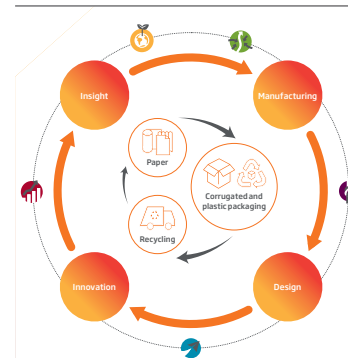 Insight
Manufacturing
Paper
Corrugated and
plastic packaging
Recycling
Innovation
Design